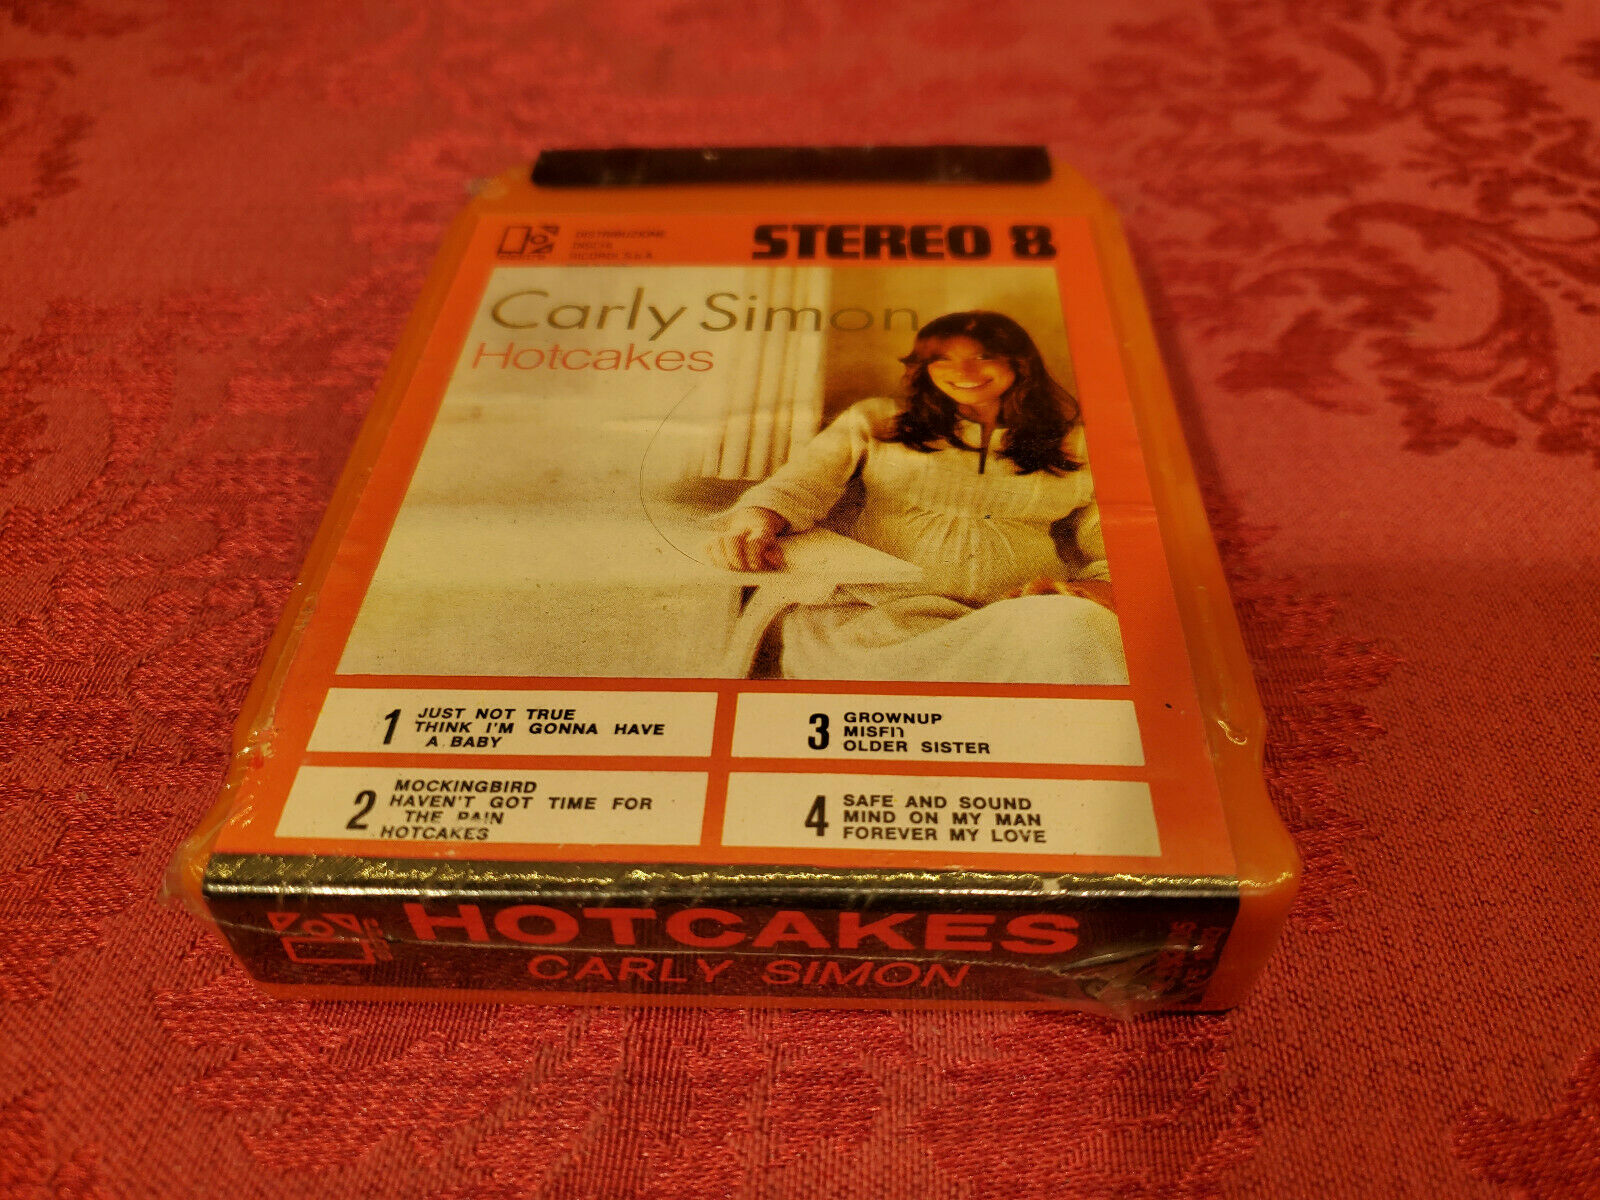 DISTRIBUZIONE
DISCHI
RICORDI, S.p.A.
STEREO 8
Carly Simon
Hotcakes
1 JUST NOT TRUE
THINK I'M GONNA HAVE
A BABY
2 MOCKINGBIRD
HAVEN'T GOT TIME FOR
THE PAIN
HOTCAKES
3 GROWNUP
MISFIT
OLDER SISTER
4 SAFE AND SOUND
MIND ON MY MAN
FOREVER MY LOVE
HOTCAKES
CARLY SIMON